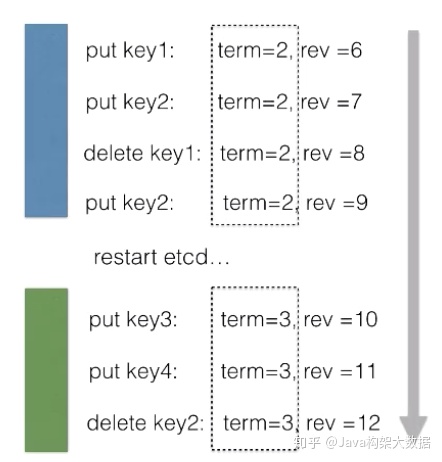 put key1: term=2, rev =6
put key2: term=2, rev =7
delete key1: term=2, rev =8
put key2: term=2, rev =9
restart etcd...
put key3: term=3, rev =10
put key4: term=3, rev =11
delete key2: term=3, rev =12
知乎 @Java构架大数据